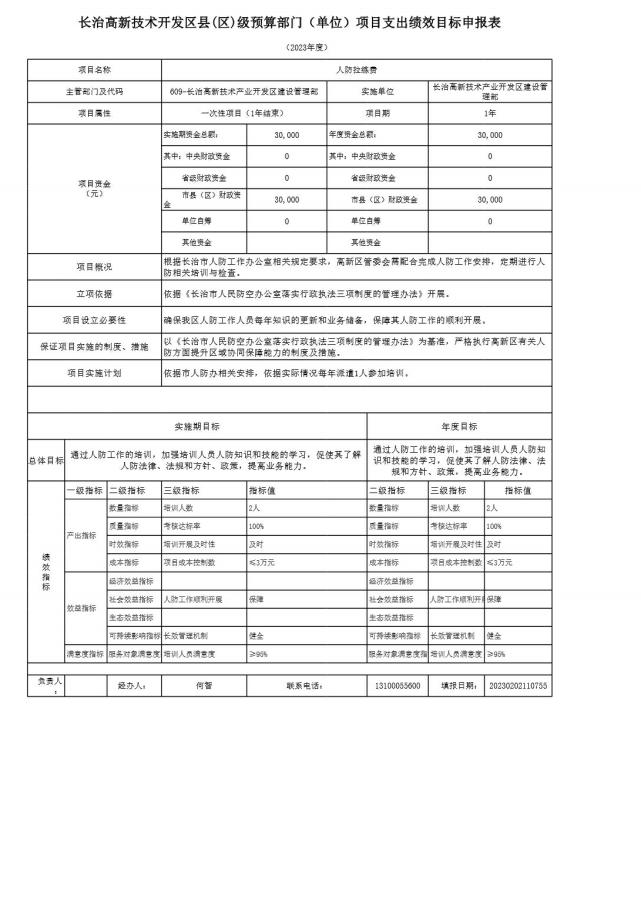 长治高新技术开发区县(区)级预算部门（单位）项目支出绩效目标申报表
（2023年度）
项目名称 人防拉练费
主管部门及代码 609-长治高新技术产业开发区建设管理部 实施单位 长治高新技术产业开发区建设管
理部
项目属性 一次性项目（1年结束） 项目期 1年
项目资金
（元）
实施期资金总额： 30,000 年度资金总额： 30,000
其中：中央财政资金 0 其中：中央财政资金 0
省级财政资金 0 省级财政资金 0
市县（区）财政资
金 30,000 市县（区）财政资金 30,000
单位自筹 0 单位自筹 0
其他资金 其他资金
项目概况 根据长治市人防工作办公室相关规定要求，高新区管委会需配合完成人防工作安排，定期进行人
防相关培训与检查。
立项依据 依据《长治市人民防空办公室落实行政执法三项制度的管理办法》开展。
项目设立必要性 确保我区人防工作人员每年知识的更新和业务储备，保障其人防工作的顺利开展。
保证项目实施的制度、措施 以《长治市人民防空办公室落实行政执法三项制度的管理办法》为基准，严格执行高新区有关人
防方面提升区域协同保障能力的制度及措施。
项目实施计划 依据市人防办相关安排，依据实际情况每年派遣1人参加培训。
实施期目标 年度目标
总体目标 通过人防工作的培训，加强培训人员人防知识和技能的学习，促使其了解
人防法律、法规和方针、政策，提高业务能力。
通过人防工作的培训，加强培训人员人防知
识和技能的学习，促使其了解人防法律、法
规和方针、政策，提高业务能力。
绩效指标
一级指标 二级指标 三级指标 指标值 二级指标 三级指标 指标值
产出指标
数量指标 培训人数 2人 数量指标 培训人数 2人
质量指标 考核达标率 100% 质量指标 考核达标率 100%
时效指标 培训开展及时性 及时 时效指标 培训开展及时性 及时
成本指标 项目成本控制数 ≤3万元 成本指标 项目成本控制数 ≤3万元
效益指标
经济效益指标 经济效益指标
社会效益指标 人防工作顺利开展 保障 社会效益指标 人防工作顺利开 保障
生态效益指标 生态效益指标
可持续影响指标 长效管理机制 健全 可持续影响指标 长效管理机制 健全
满意度指标 服务对象满意度 培训人员满意度 ≥95% 服务对象满意度指 培训人员满意度 ≥95%
负责人
： 经办人： 何智 联系电话： 13100055600 填报日期： 20230202110755